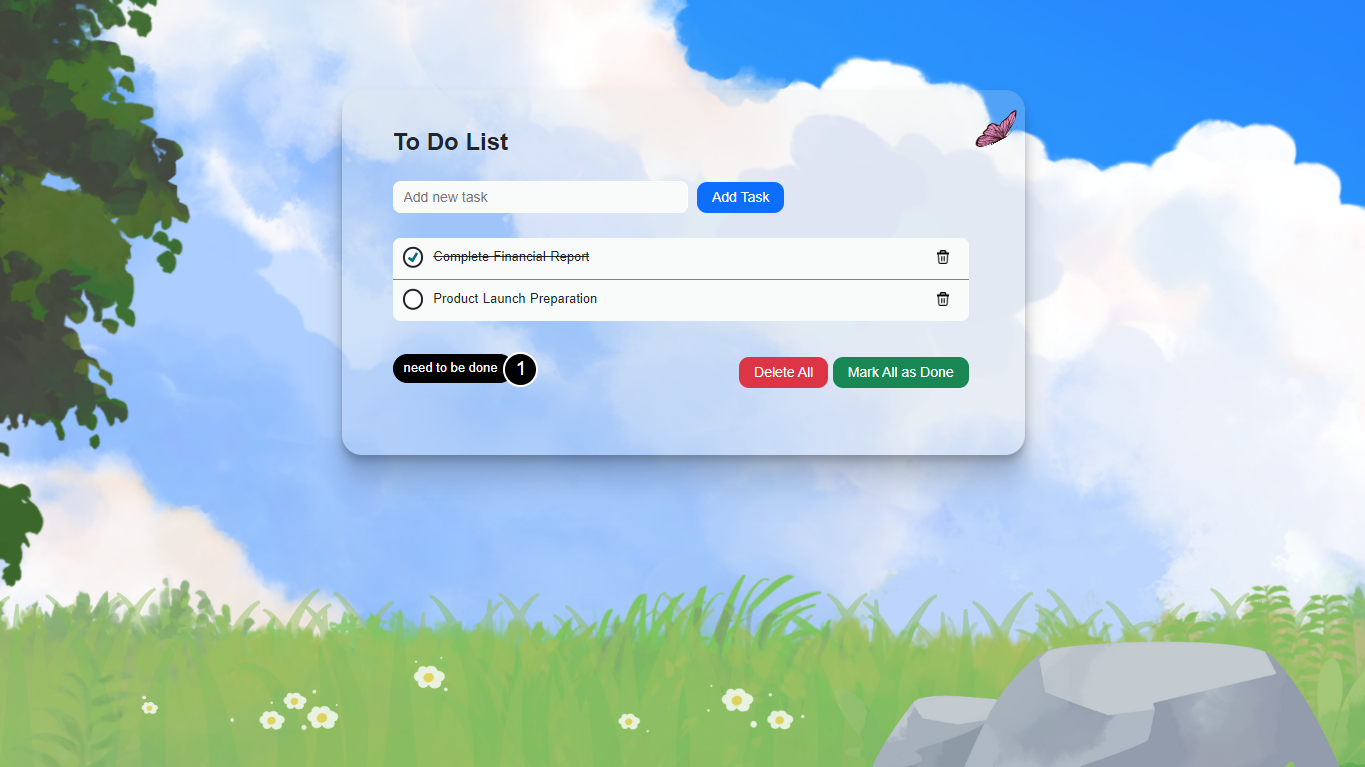 To Do List
Add new task
Add Task
Complete Financial Report
Product Launch Preparation
need to be done 1
Delete All
Mark All as Done